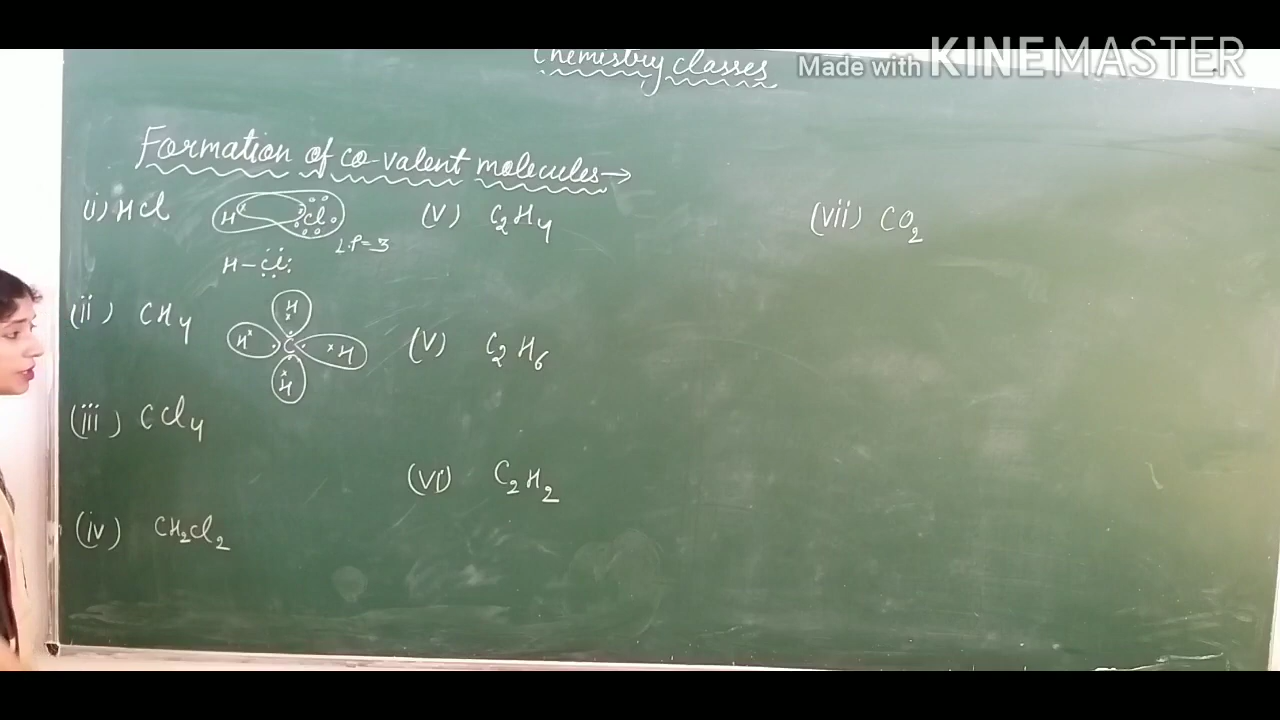 Chemistry classes
Made with KINEMASTER
Formation of co-valent molecules→
(i) HCl
H Cl
L.P=3
H-Cl
(ii) CH4
H
H C H
H
(iii) CCl4
(iv) CH2Cl2
(V) C2H4
(V) C2H6
(vi) C2H2
(vii) CO2